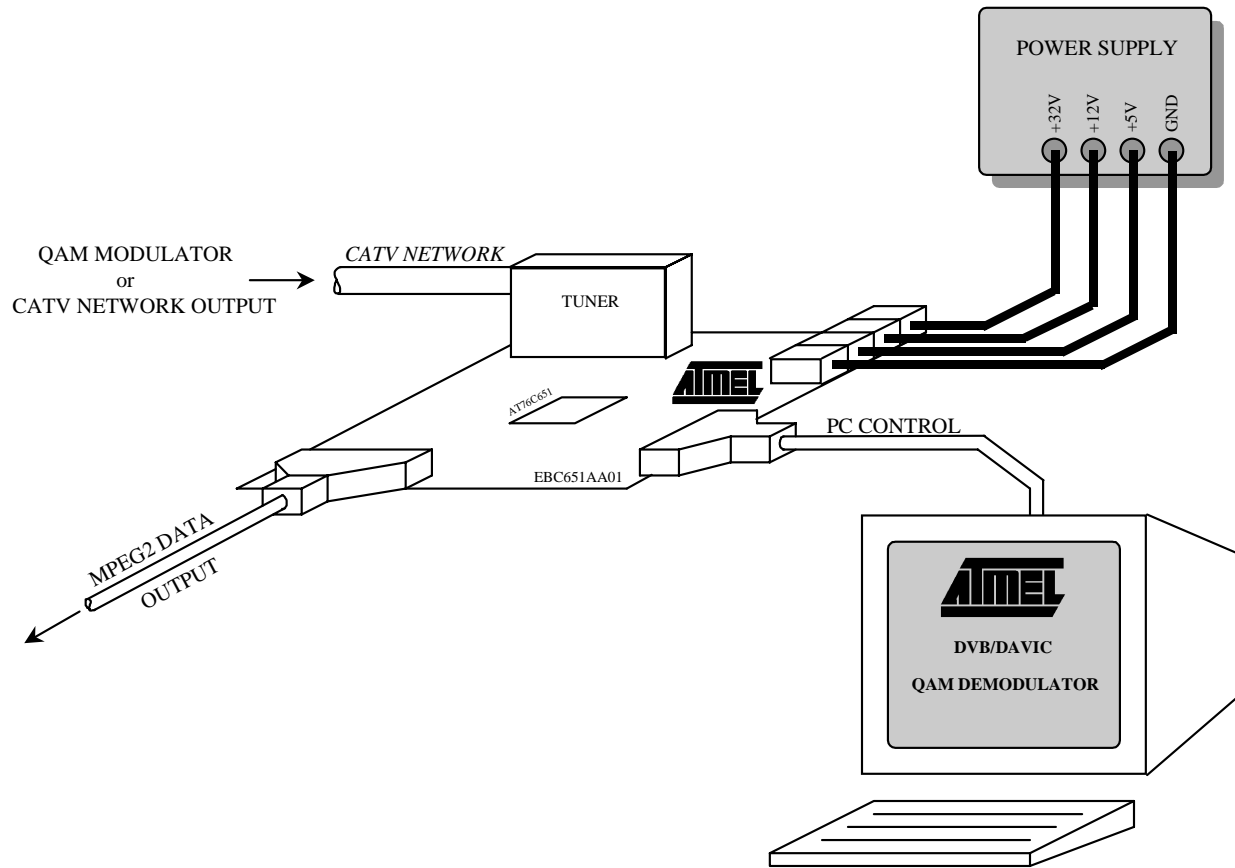 POWER SUPPLY
+32V
+12V
+5V
GND
QAM MODULATOR
or
CATV NETWORK OUTPUT
CATV NETWORK
TUNER
ATMEL
AT76C651
PC CONTROL
EBC651AA01
MPEG2 DATA
OUTPUT
ATMEL
DVB/DAVIC
QAM DEMODULATOR